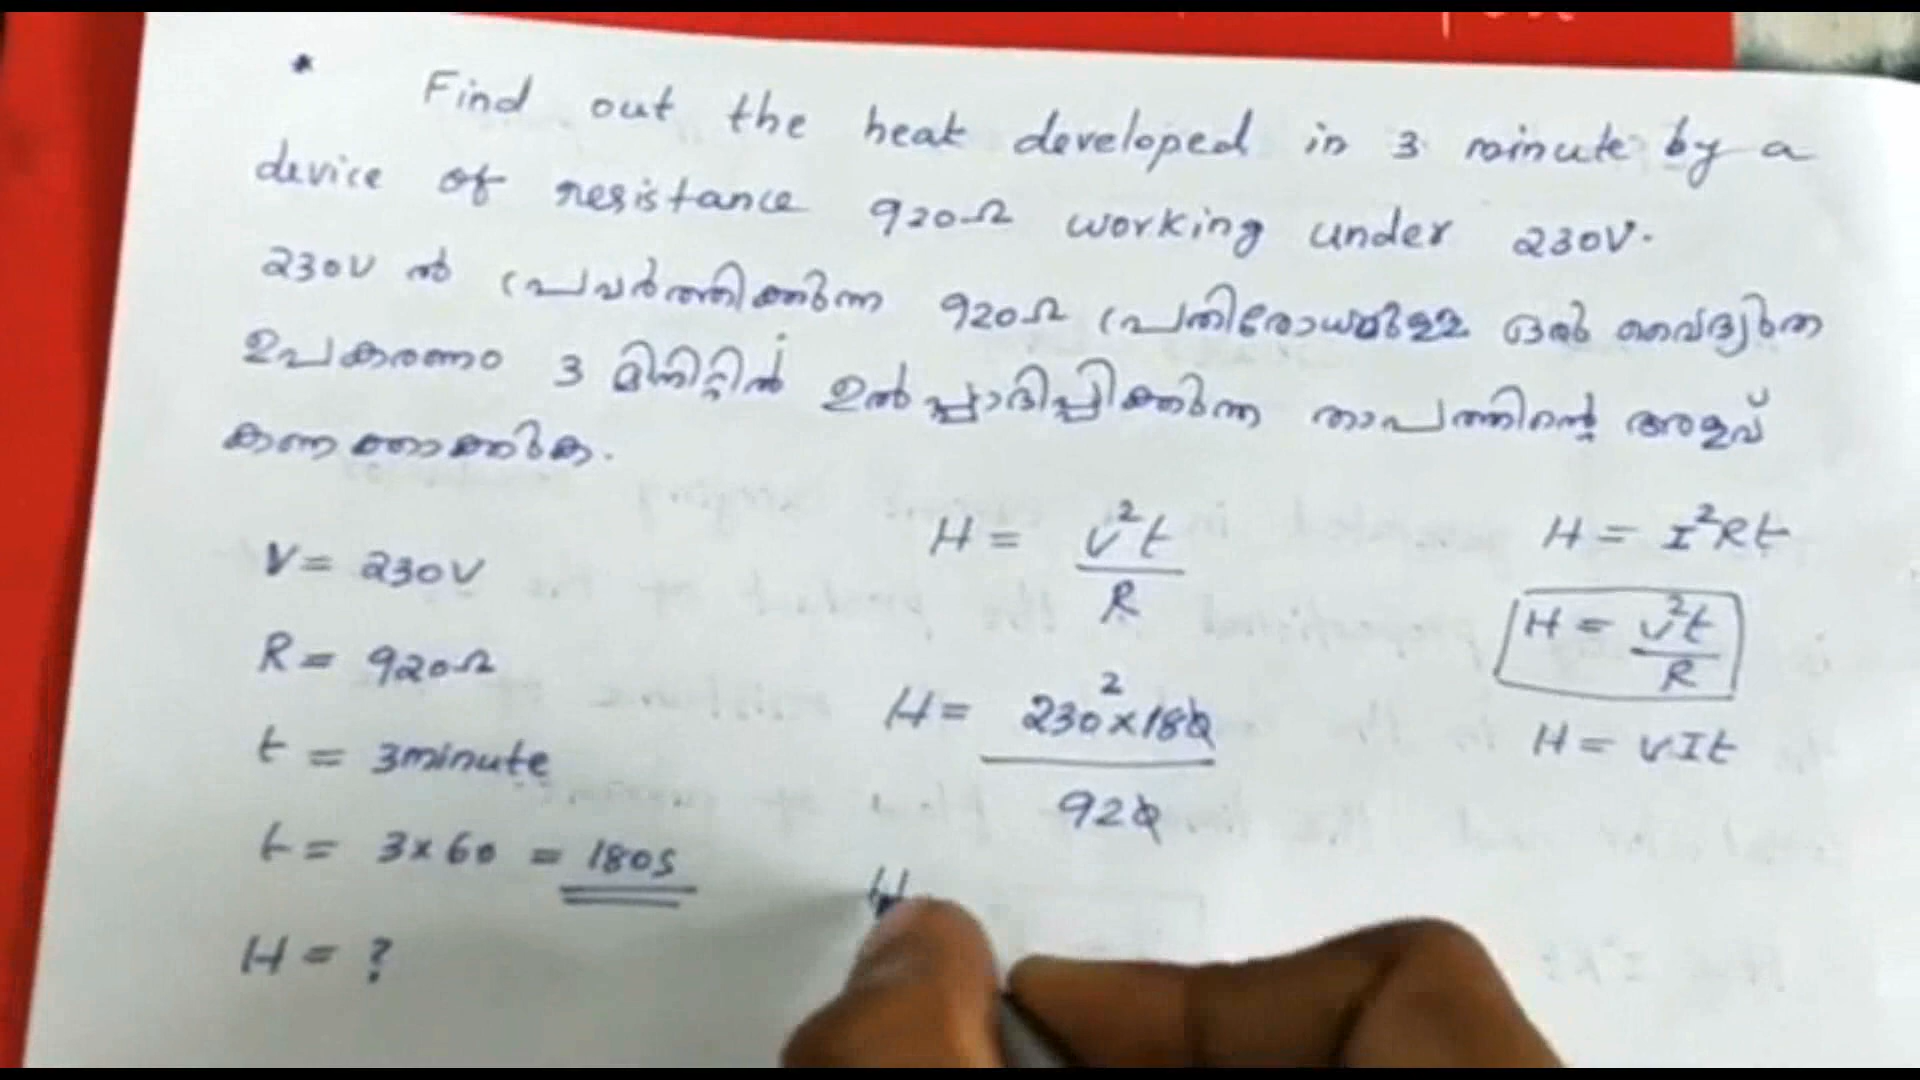 * Find out the heat developed in 3 minute by a
device of resistance 920Ω working under 230V.
230V ൽ പ്രവർത്തിക്കുന്ന 920Ω പ്രതിരോധമുള്ള ഒരു വൈദ്യുത
ഉപകരണം 3 മിനിറ്റിൽ ഉൽപ്പാദിപ്പിക്കുന്ന താപത്തിന്റെ അളവ്
കണക്കാക്കുക.
V = 230V
R = 920Ω
t = 3minute
t = 3×60 = 180s
H = ?
H = V²t / R
H = 230² × 180 / 920
H
H = I²Rt
H = V²t / R
H = VIt